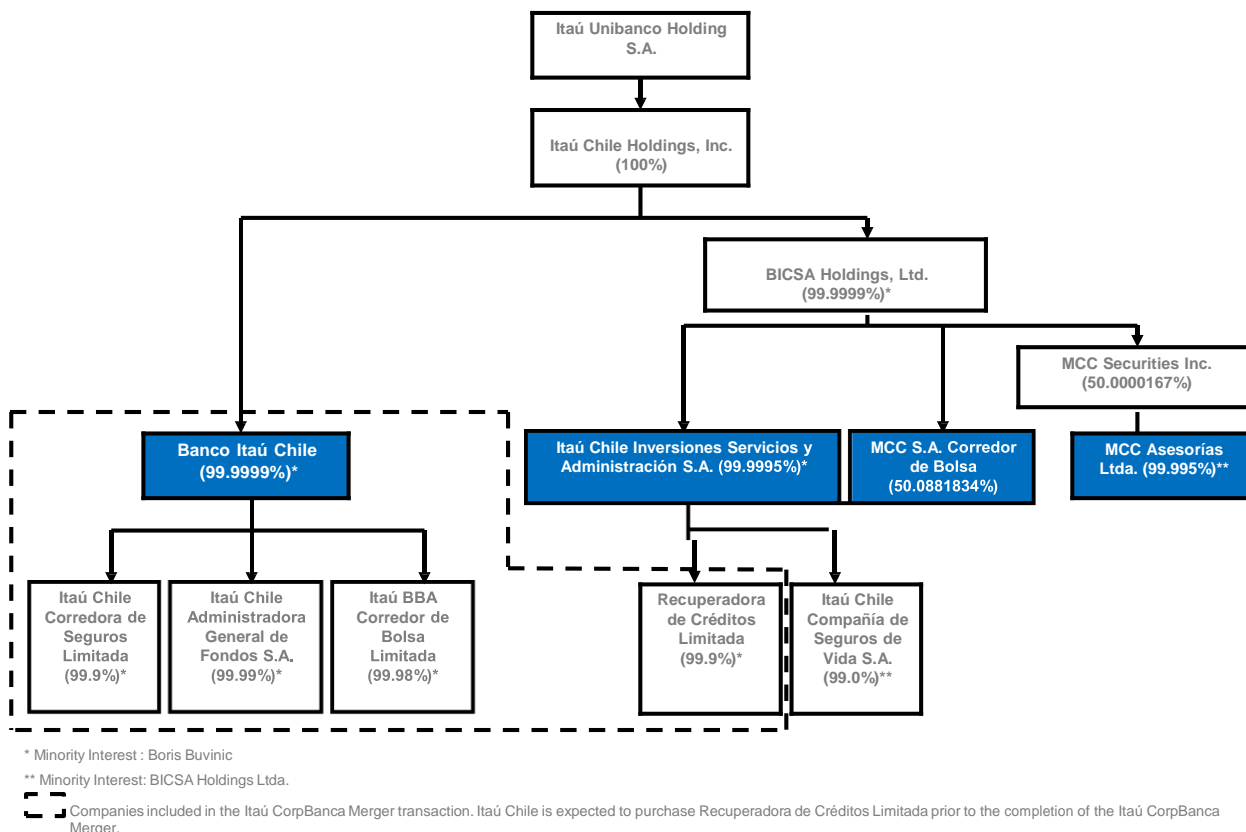 Itaú Unibanco Holding
S.A.
Itaú Chile Holdings, Inc.
(100%)
BICSA Holdings, Ltd.
(99.9999%)*
MCC Securities Inc.
(50.0000167%)
Banco Itaú Chile
(99.9999%)*
Itaú Chile Inversiones Servicios y
Administración S.A. (99.9995%)*
MCC S.A. Corredor
de Bolsa
(50.0881834%)
MCC Asesorías
Ltda. (99.995%)**
Itaú Chile
Corredora de
Seguros
Limitada
(99.9%)*
Itaú Chile
Administradora
General de
Fondos S.A.
(99.99%)*
Itaú BBA
Corredor de
Bolsa
Limitada
(99.98%)*
Recuperadora
de Créditos
Limitada
(99.9%)*
Itaú Chile
Compañía de
Seguros de
Vida S.A.
(99.0%)**
* Minority Interest : Boris Buvinic
** Minority Interest: BICSA Holdings Ltda.
Companies included in the Itaú CorpBanca Merger transaction. Itaú Chile is expected to purchase Recuperadora de Créditos Limitada prior to the completion of the Itaú CorpBanca
Merger.